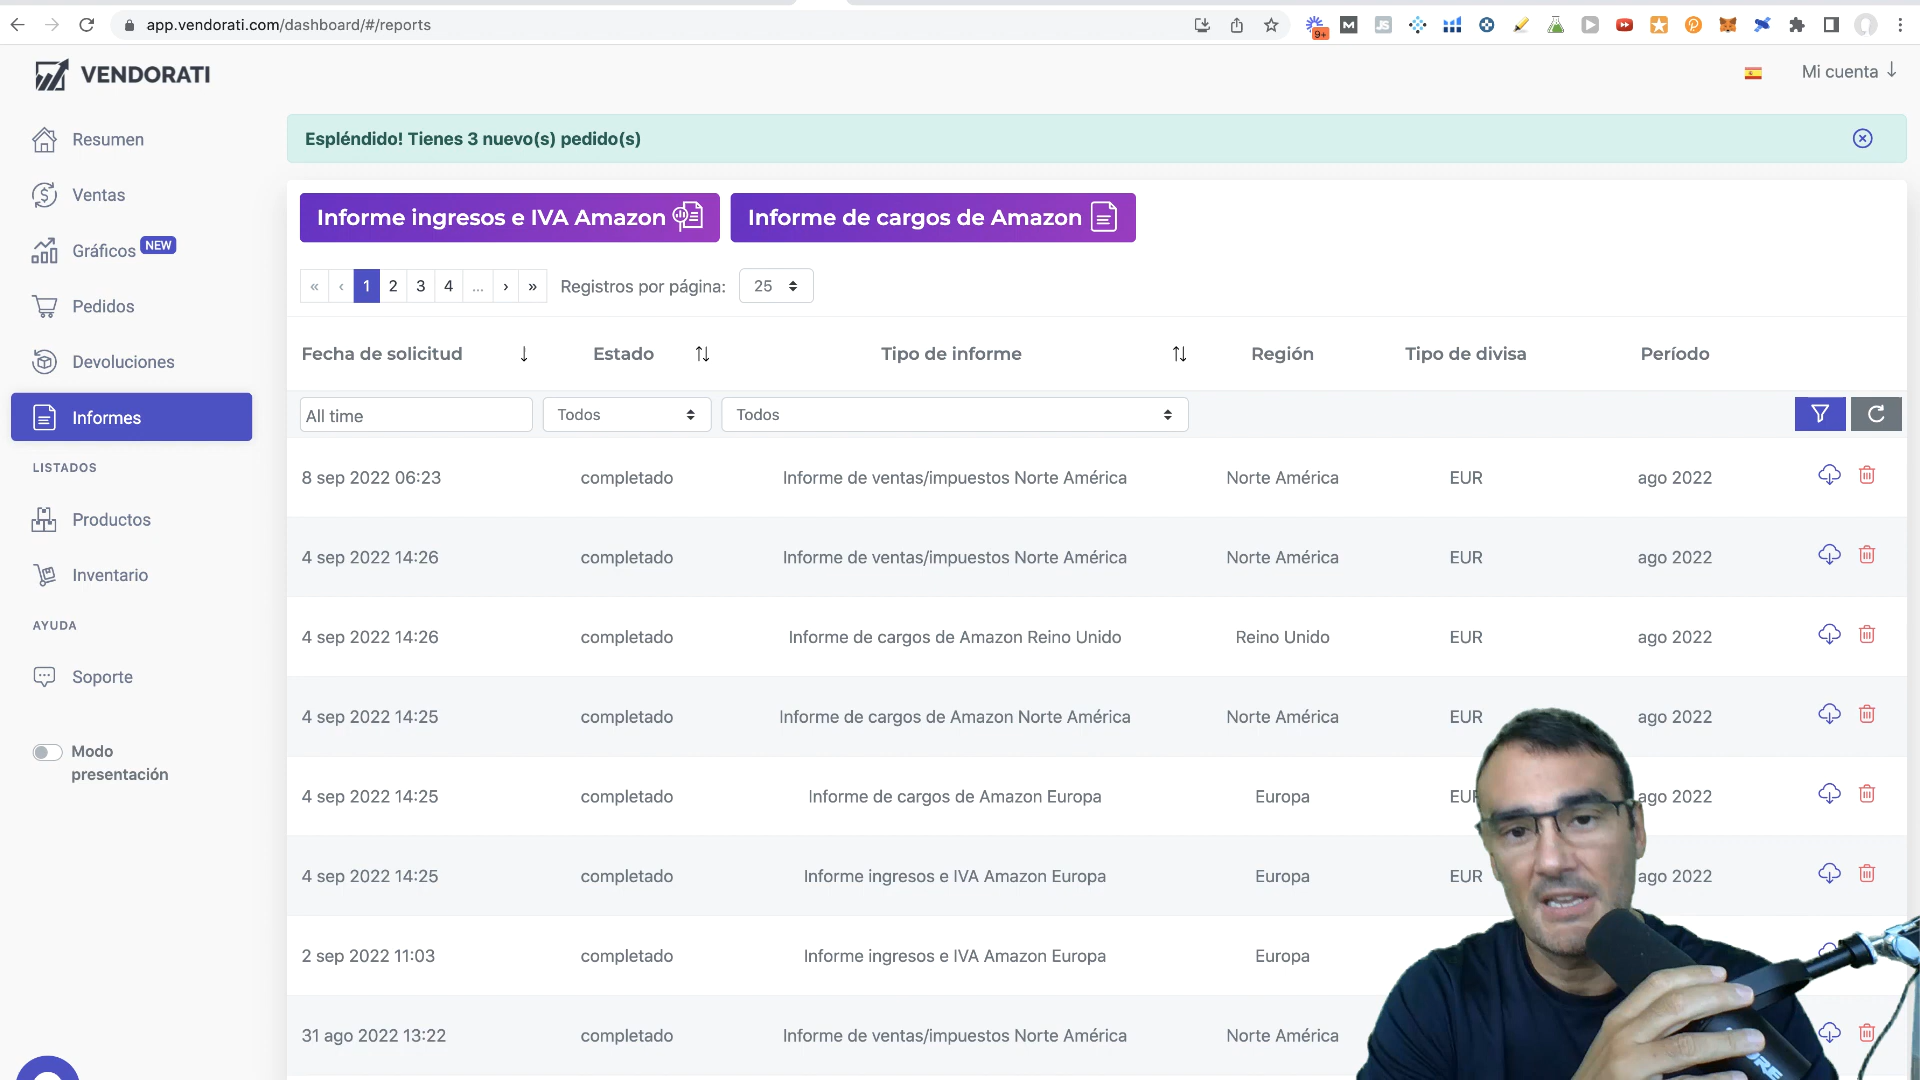 app.vendorati.com/dashboard/#/reports
9+
M
JS
VENDORATI
Mi cuenta
Resumen
Ventas
Gráficos NEW
Pedidos
Devoluciones
Informes
LISTADOS
Productos
Inventario
AYUDA
Soporte
Modo
presentación
Espléndido! Tienes 3 nuevo(s) pedido(s)
Informe ingresos e IVA Amazon
Informe de cargos de Amazon
« ‹ 1 2 3 4 ... › » Registros por página: 25
Fecha de solicitud Estado Tipo de informe Región Tipo de divisa Período
All time Todos Todos
8 sep 2022 06:23 completado Informe de ventas/impuestos Norte América Norte América EUR ago 2022
4 sep 2022 14:26 completado Informe de ventas/impuestos Norte América Norte América EUR ago 2022
4 sep 2022 14:26 completado Informe de cargos de Amazon Reino Unido Reino Unido EUR ago 2022
4 sep 2022 14:25 completado Informe de cargos de Amazon Norte América Norte América EUR ago 2022
4 sep 2022 14:25 completado Informe de cargos de Amazon Europa Europa EUR ago 2022
4 sep 2022 14:25 completado Informe ingresos e IVA Amazon Europa Europa EUR ago 2022
2 sep 2022 11:03 completado Informe ingresos e IVA Amazon Europa Europa
31 ago 2022 13:22 completado Informe de ventas/impuestos Norte América Norte América